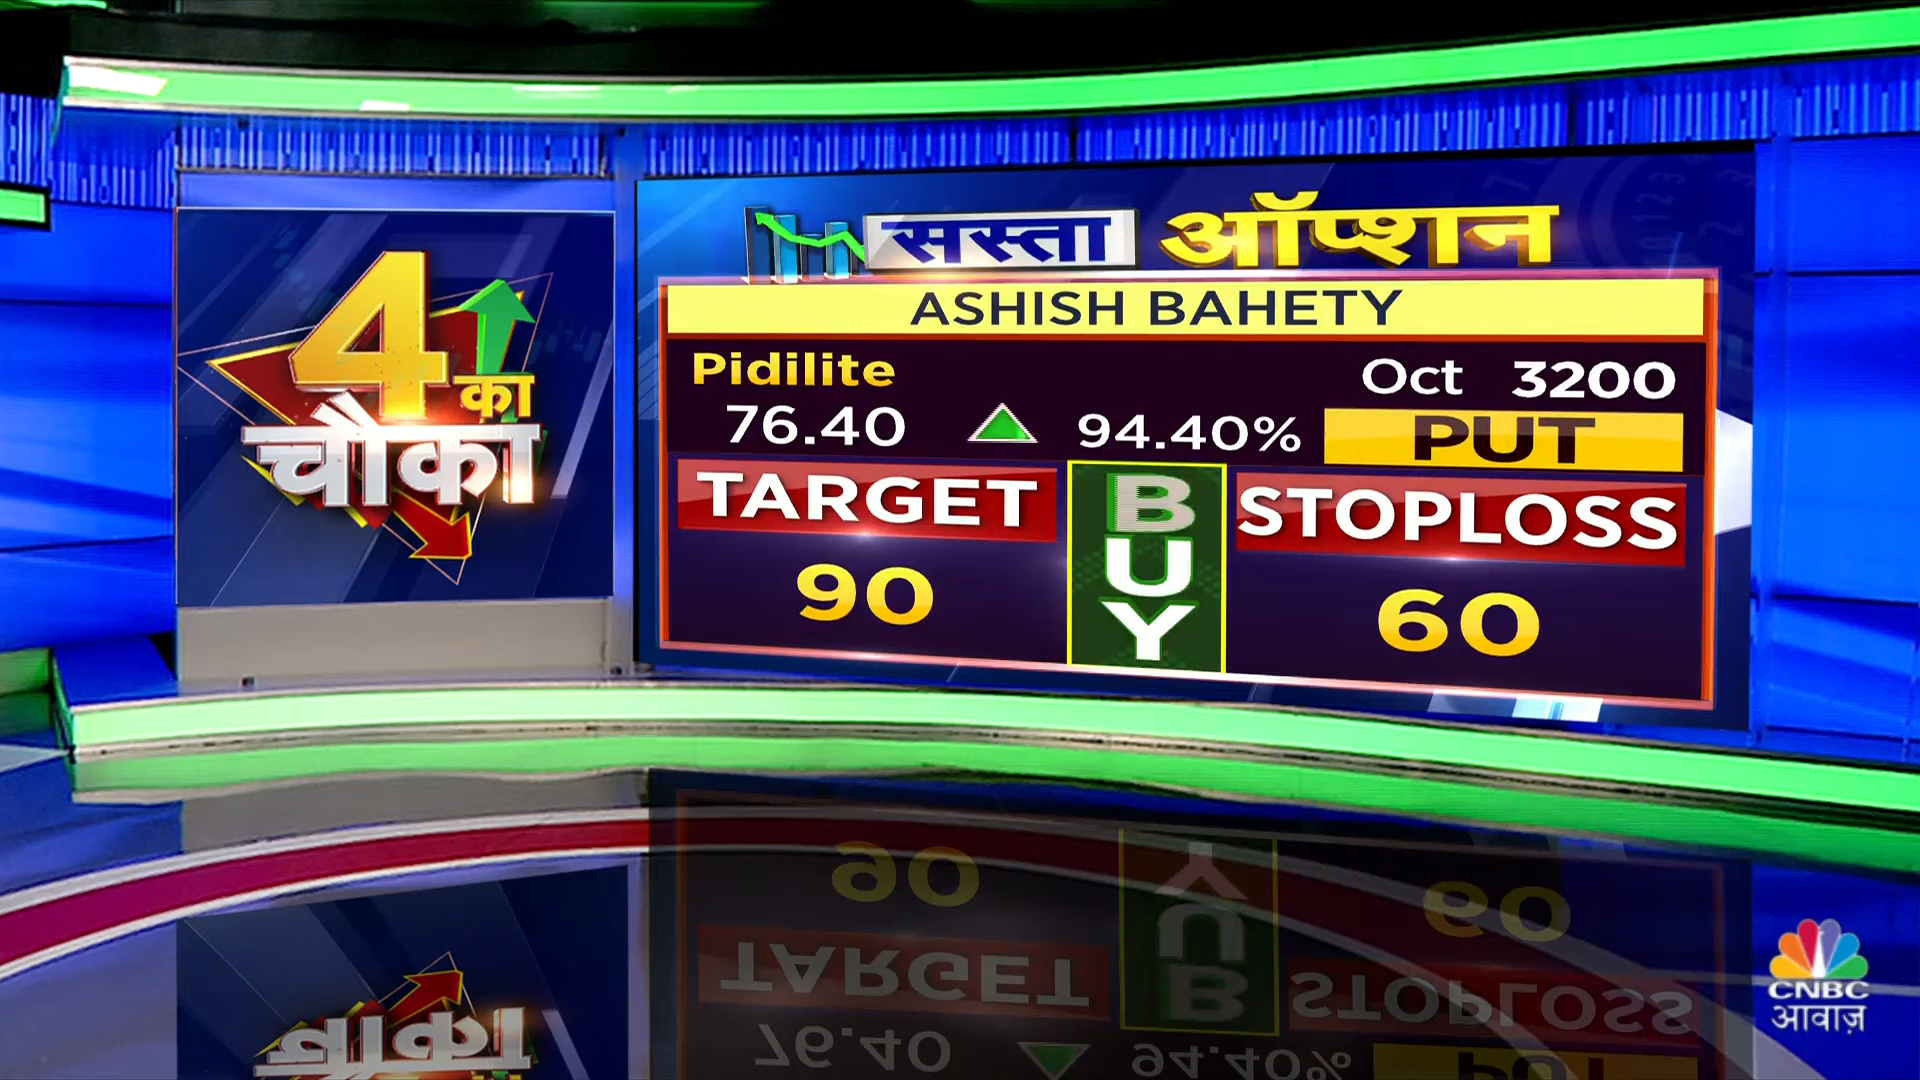 4 का
चौका
सस्ता ऑप्शन
ASHISH BAHETY
Pidilite
Oct 3200
76.40 94.40% PUT
TARGET
BUY
STOPLOSS
90
60
CNBC
आवाज़